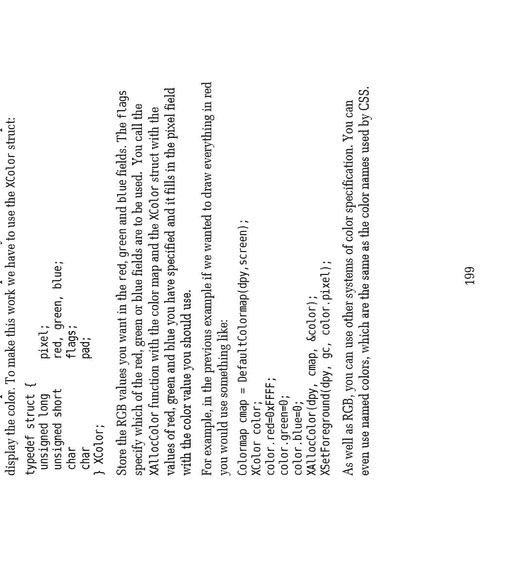 display the color. To make this work we have to use the XColor struct:
typedef struct {
unsigned long pixel;
unsigned short red, green, blue;
char flags;
char pad;
} XColor;
Store the RGB values you want in the red, green and blue fields. The flags
specify which of the red, green or blue fields are to be used. You call the
XAllocColor function with the color map and the XColor struct with the
values of red, green and blue you have specified and it fills in the pixel field
with the color value you should use.
For example, in the previous example if we wanted to draw everything in red
you would use something like:
Colormap cmap = DefaultColormap(dpy,screen);
XColor color;
color.red=0xFFFF;
color.green=0;
color.blue=0;
XAllocColor(dpy, cmap, &color);
XSetForeground(dpy, gc, color.pixel);
As well as RGB, you can use other systems of color specification. You can
even use named colors, which are the same as the color names used by CSS.
199